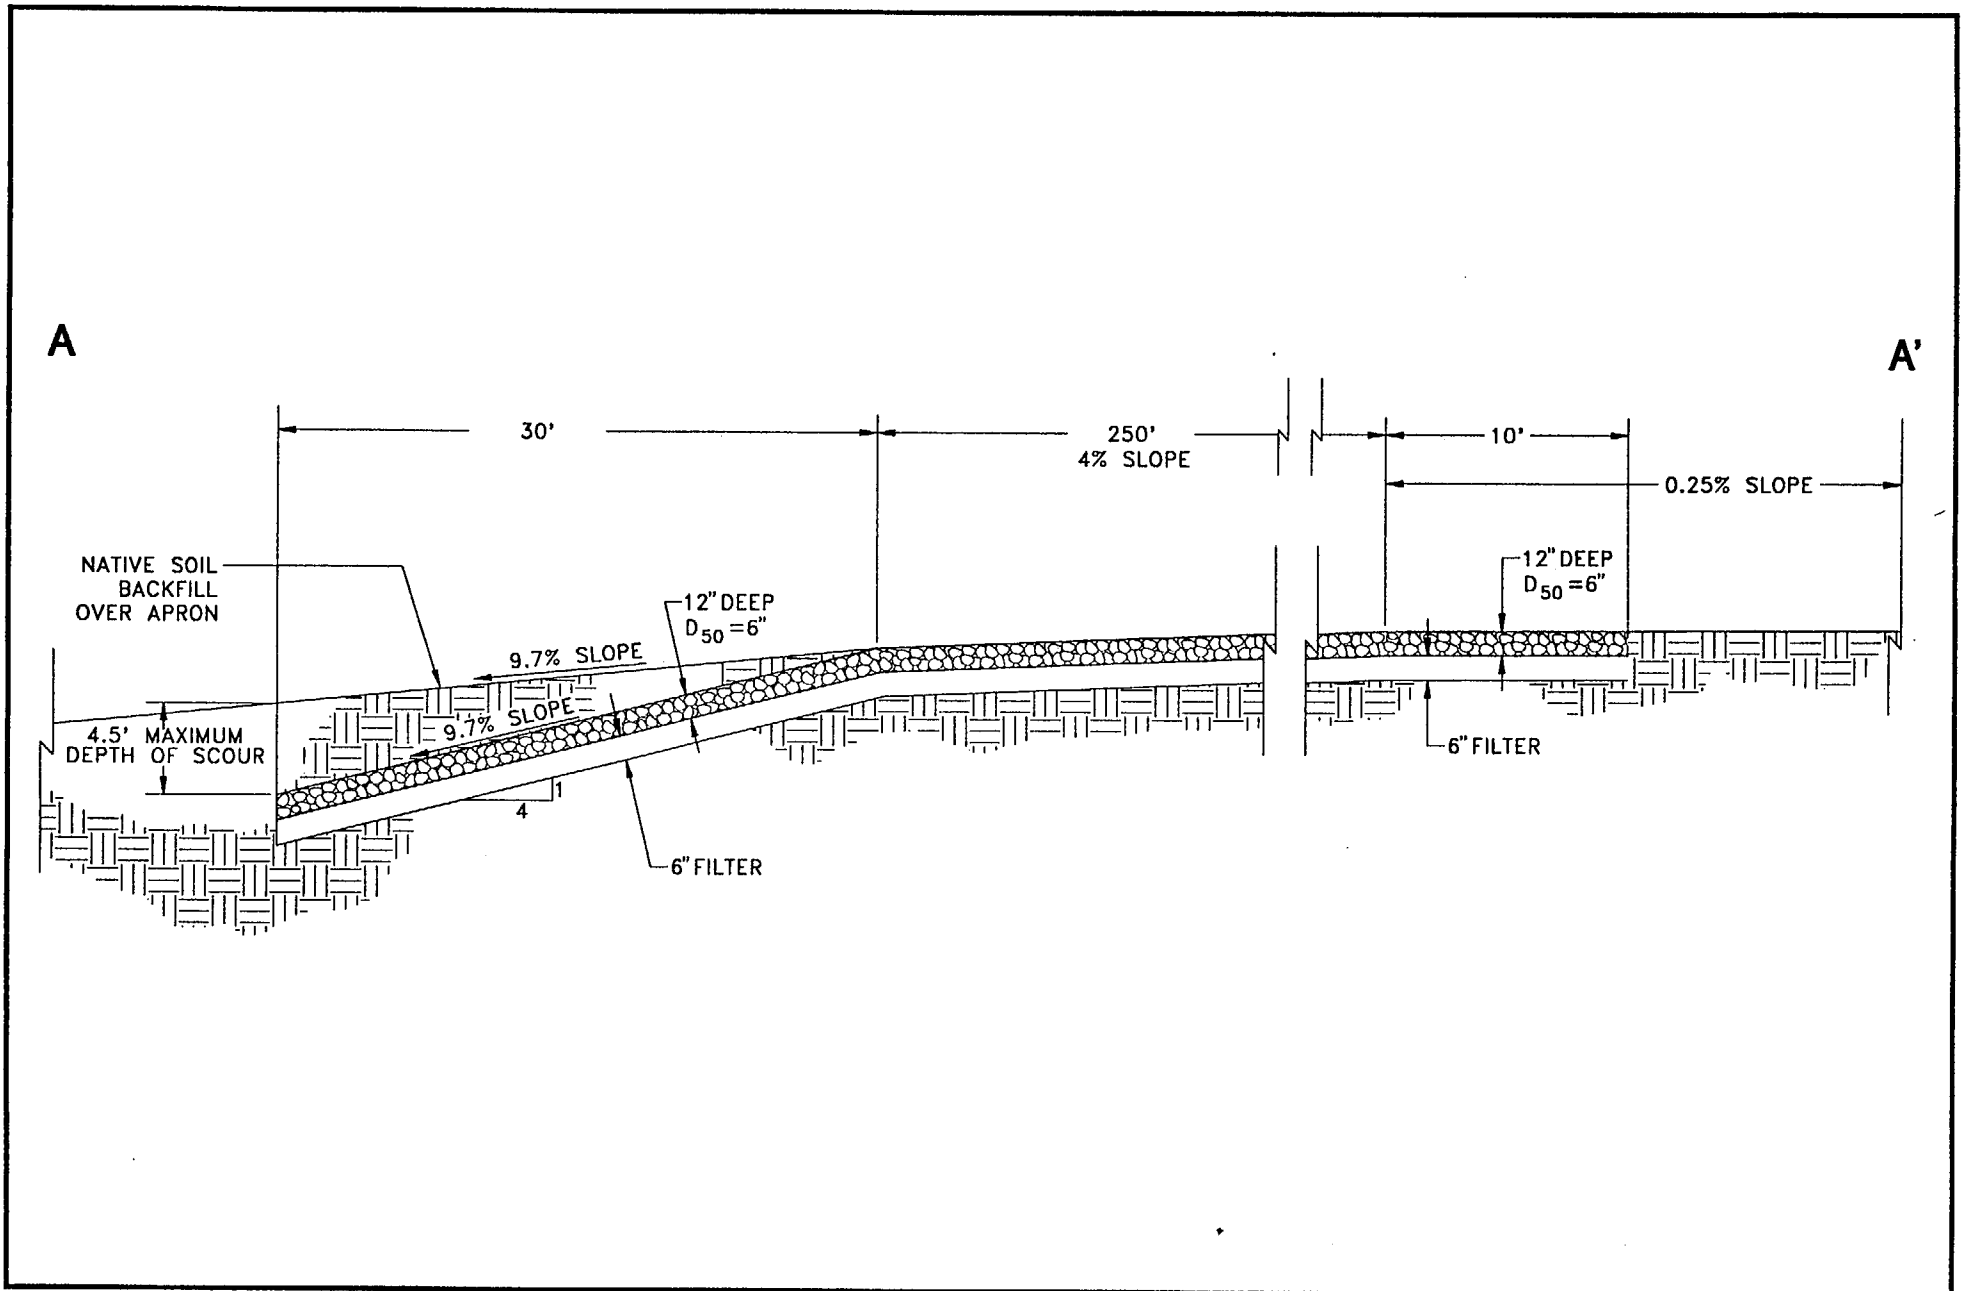 A
A'
30'
250'
4% SLOPE
10'
0.25% SLOPE
NATIVE SOIL
BACKFILL
OVER APRON
12" DEEP
D50=6"
12" DEEP
D50=6"
9.7% SLOPE
9.7% SLOPE
4.5' MAXIMUM
DEPTH OF SCOUR
1
4
6" FILTER
6" FILTER